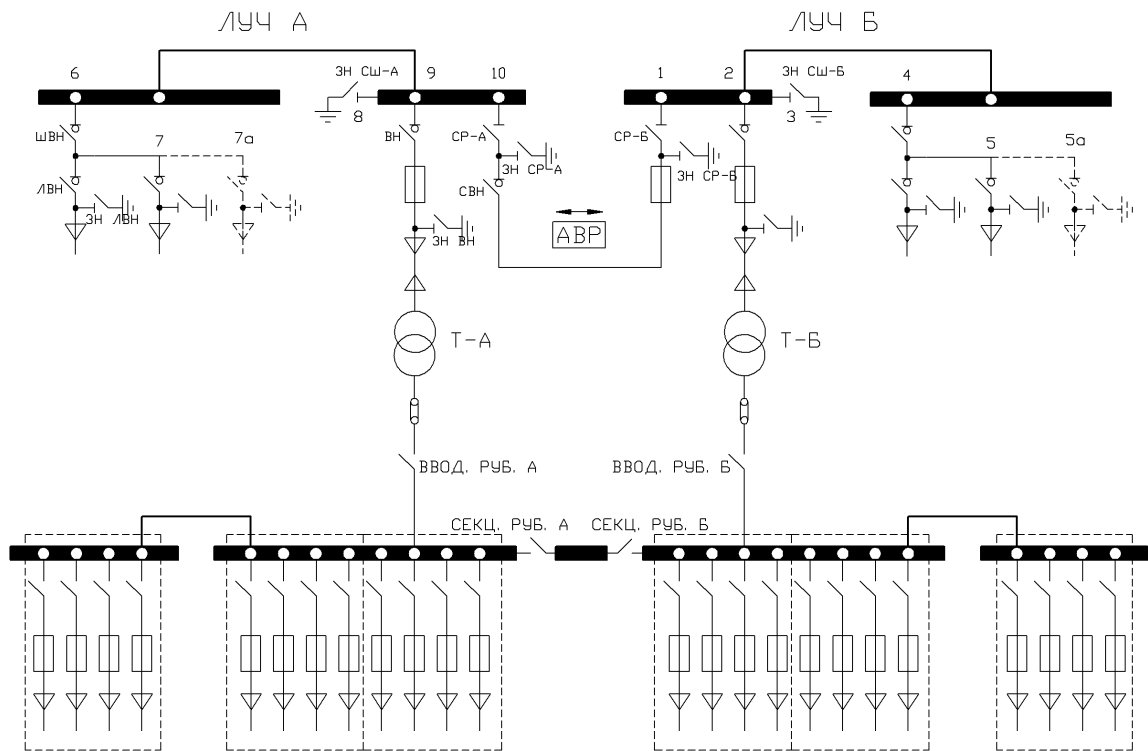 ЛУЧ А
ЛУЧ Б
6
ЗН СШ-А
9
10
1
2
ЗН СШ-Б
4
8
3
ШВН
7
7а
ВН
СР-А
СР-Б
5
5а
ЗН СР-А
ЗН СР-Б
ЛВН
СВН
ЗН ЛВН
АВР
ЗН ВН
Т-А
Т-Б
ВВОД. РУБ. А
ВВОД. РУБ. Б
СЕКЦ. РУБ. А
СЕКЦ. РУБ. Б